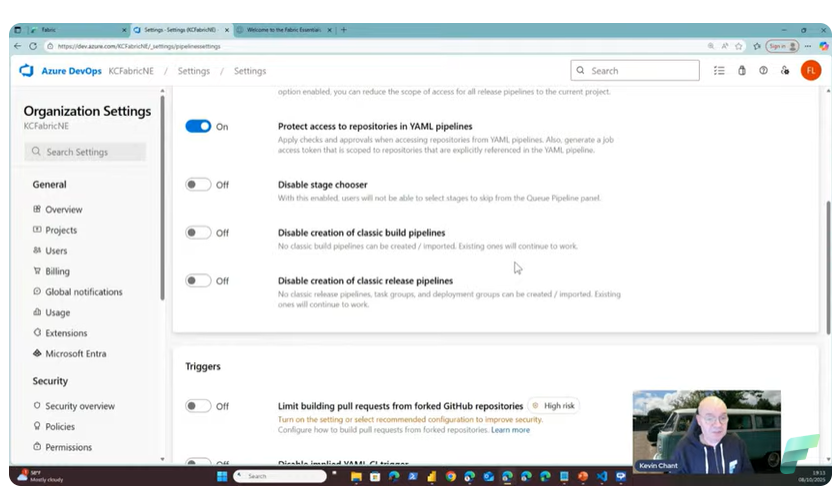 Fabric
Settings - Settings (KCFabricNE) -
Welcome to the Fabric Essentials
https://dev.azure.com/KCFabricNE/_settings/pipelinessettings
Sign in
Azure DevOps KCFabricNE / Settings / Settings
Search
FL
Organization Settings
KCFabricNE
Search Settings
General
Overview
Projects
Users
Billing
Global notifications
Usage
Extensions
Microsoft Entra
Security
Security overview
Policies
Permissions
option enabled, you can reduce the scope of access for all release pipelines to the current project.
On
Protect access to repositories in YAML pipelines
Apply checks and approvals when accessing repositories from YAML pipelines. Also, generate a job
access token that is scoped to repositories that are explicitly referenced in the YAML pipeline.
Off
Disable stage chooser
With this enabled, users will not be able to select stages to skip from the Queue Pipeline panel.
Off
Disable creation of classic build pipelines
No classic build pipelines can be created / imported. Existing ones will continue to work.
Off
Disable creation of classic release pipelines
No classic release pipelines, task groups, and deployment groups can be created / imported. Existing
ones will continue to work.
Triggers
Off
Limit building pull requests from forked GitHub repositories
High risk
Turn on the setting or select recommended configuration to improve security.
Configure how to build pull requests from forked repositories. Learn more
Off
Disable implied YAML CI trigger
Kevin Chant
Mostly cloudy
Search
19:13
08/10/2025